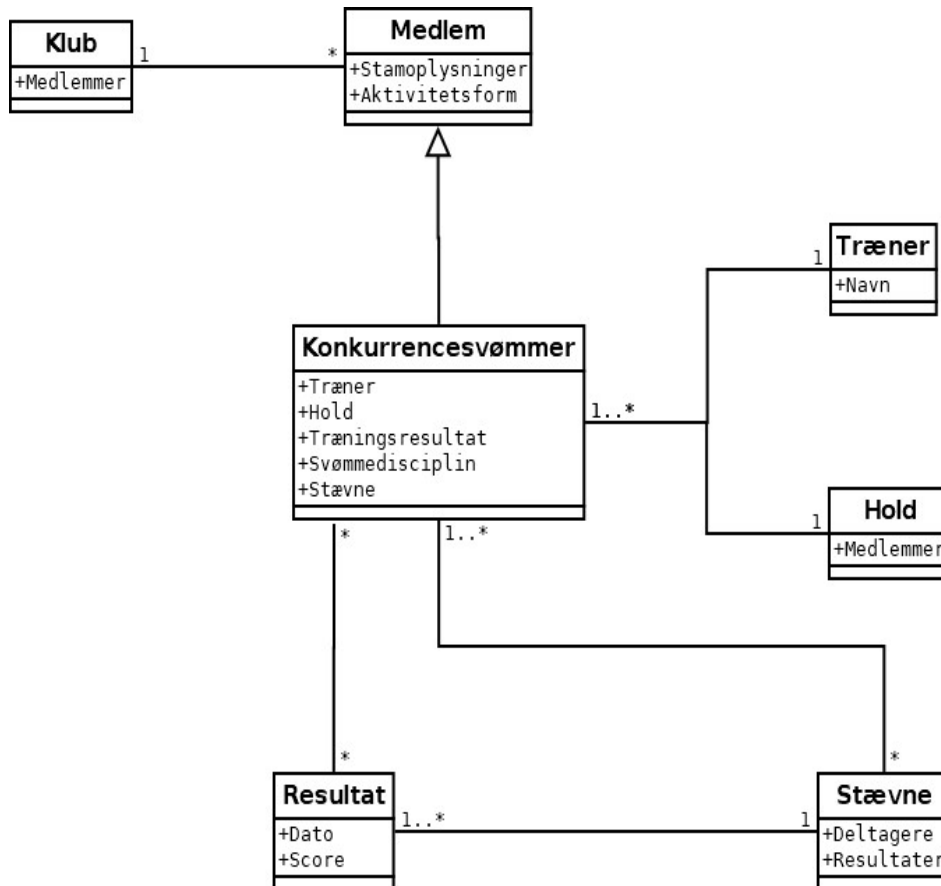 Klub
+Medlemmer
1
*
Medlem
+Stamoplysninger
+Aktivitetsform
Træner
+Navn
1
Konkurrencesvømmer
+Træner
+Hold
+Træningsresultat
+Svømmedisciplin
+Stævne
1..*
Hold
+Medlemmer
1
*
1..*
*
*
Resultat
+Dato
+Score
1..*
1
Stævne
+Deltagere
+Resultater